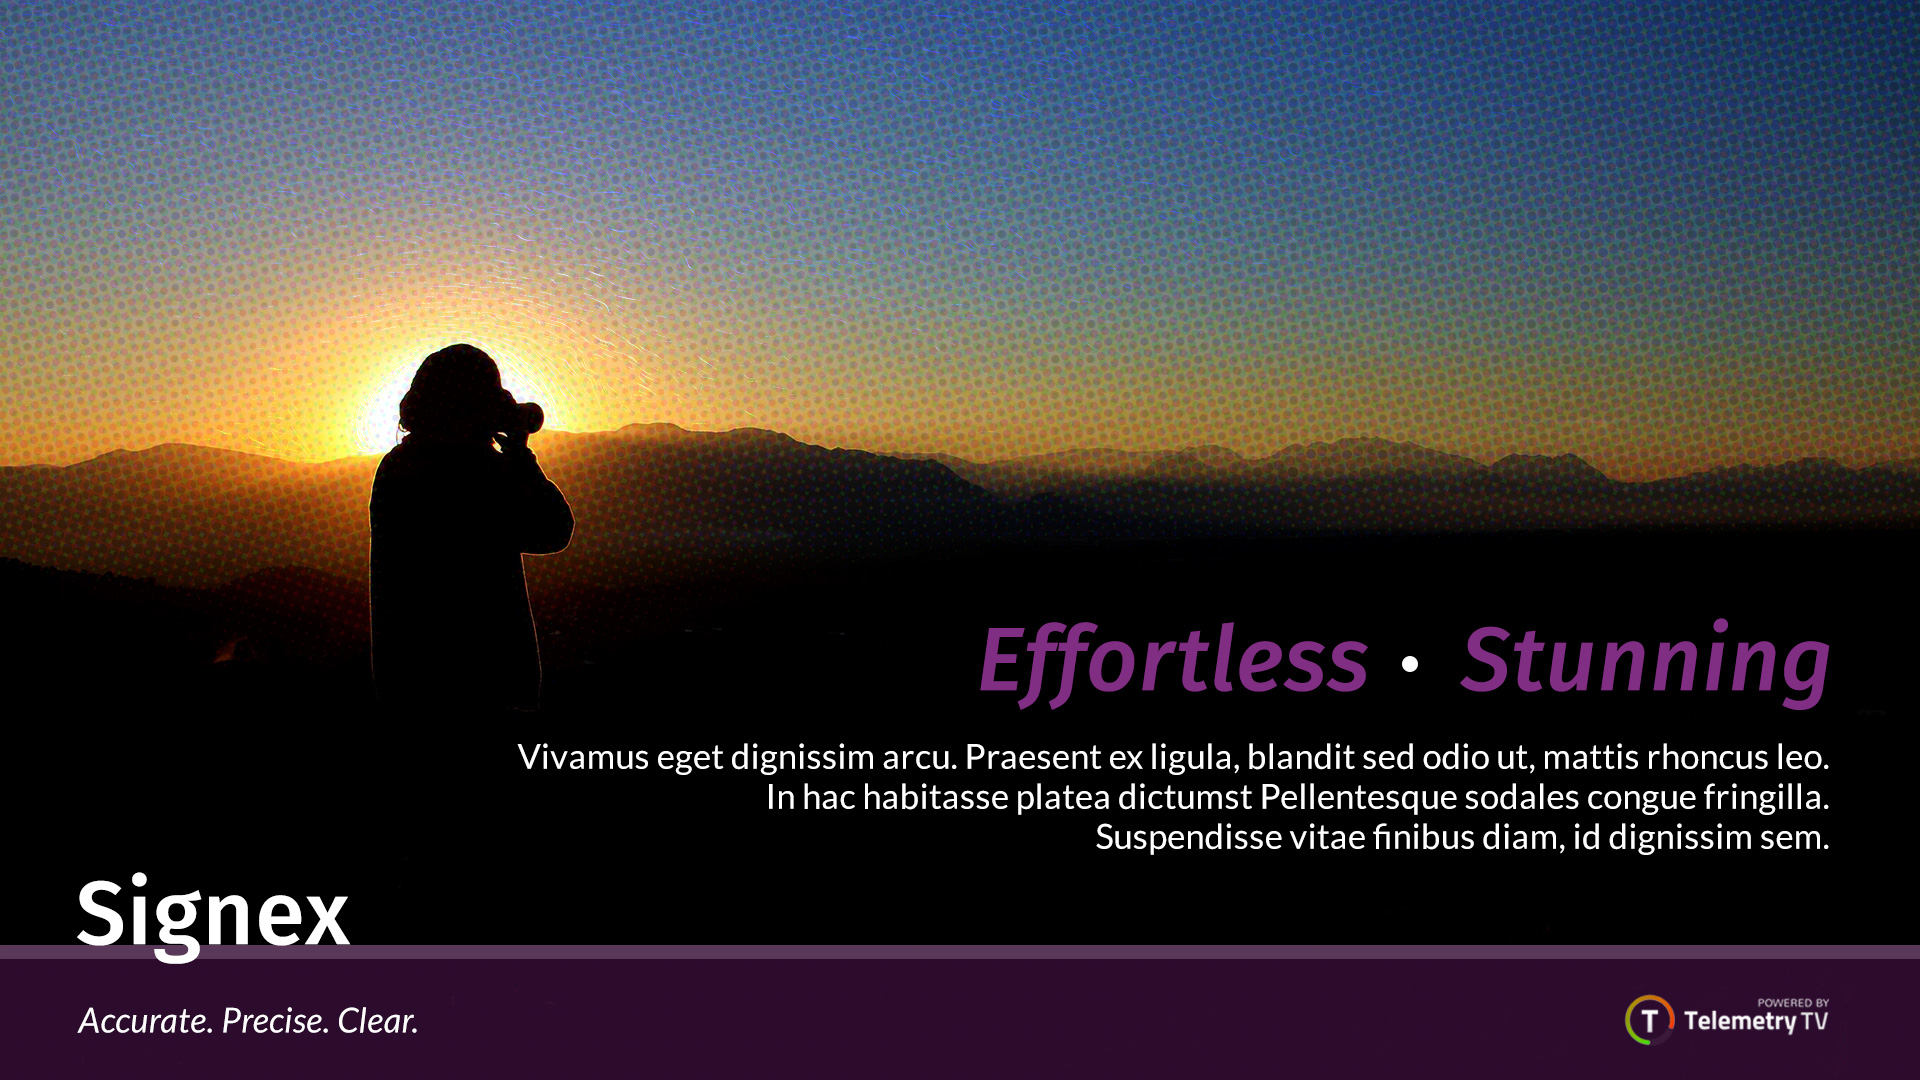 Effortless • Stunning
Vivamus eget dignissim arcu. Praesent ex ligula, blandit sed odio ut, mattis rhoncus leo.
In hac habitasse platea dictumst Pellentesque sodales congue fringilla.
Suspendisse vitae finibus diam, id dignissim sem.
Signex
Accurate. Precise. Clear.
POWERED BY
T Telemetry TV